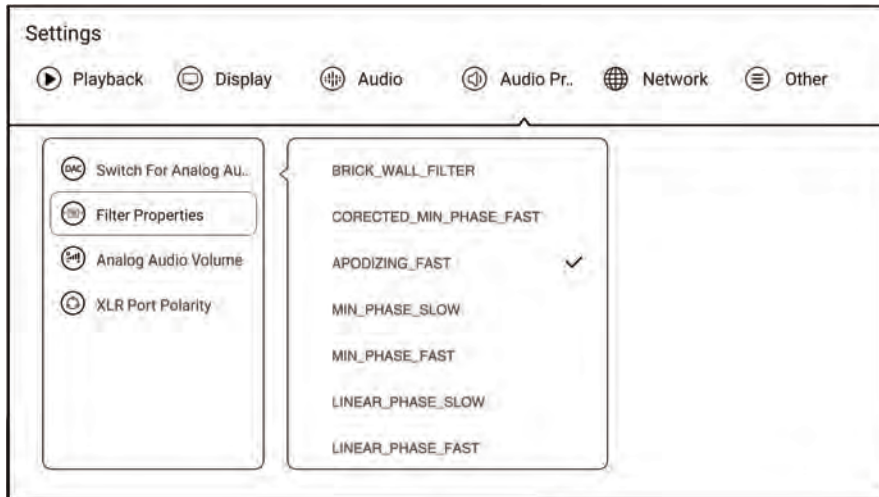 Settings
Playback Display Audio Audio Pr.. Network Other
DAC Switch For Analog Au..
Filter Properties
Analog Audio Volume
XLR Port Polarity
BRICK_WALL_FILTER
CORECTED_MIN_PHASE_FAST
APODIZING_FAST
MIN_PHASE_SLOW
MIN_PHASE_FAST
LINEAR_PHASE_SLOW
LINEAR_PHASE_FAST